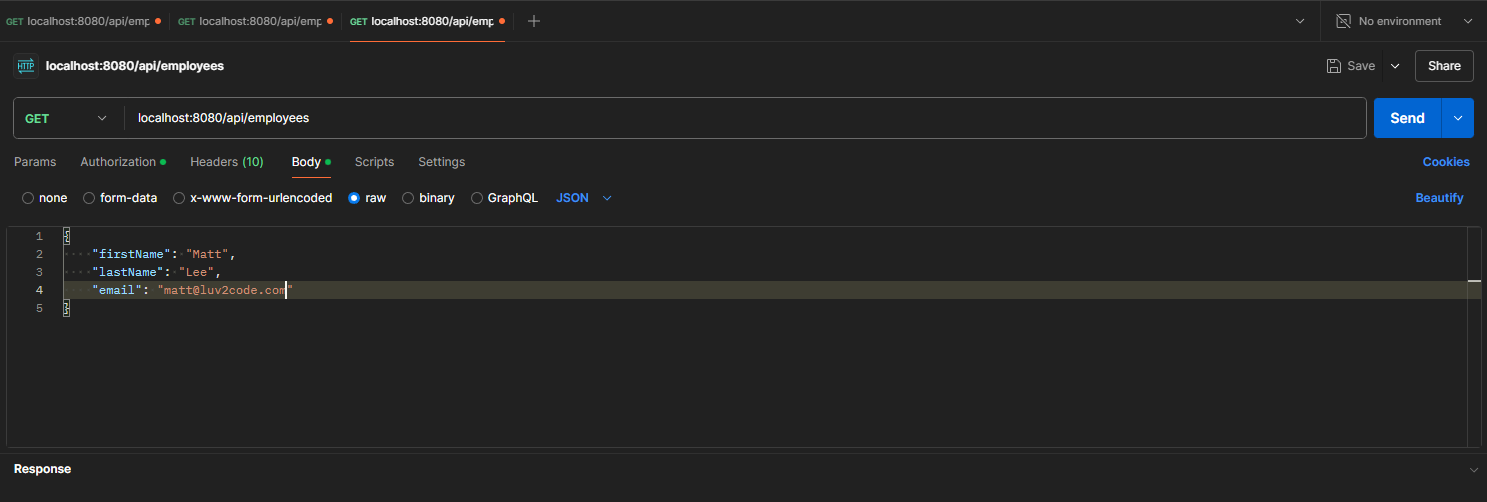 GET localhost:8080/api/emp GET localhost:8080/api/emp GET localhost:8080/api/emp No environment
HTTP localhost:8080/api/employees Save Share
GET localhost:8080/api/employees Send
Params Authorization Headers (10) Body Scripts Settings Cookies
none form-data x-www-form-urlencoded raw binary GraphQL JSON Beautify
1 {
2 "firstName": "Matt",
3 "lastName": "Lee",
4 "email": "matt@luv2code.com"
5 }
Response